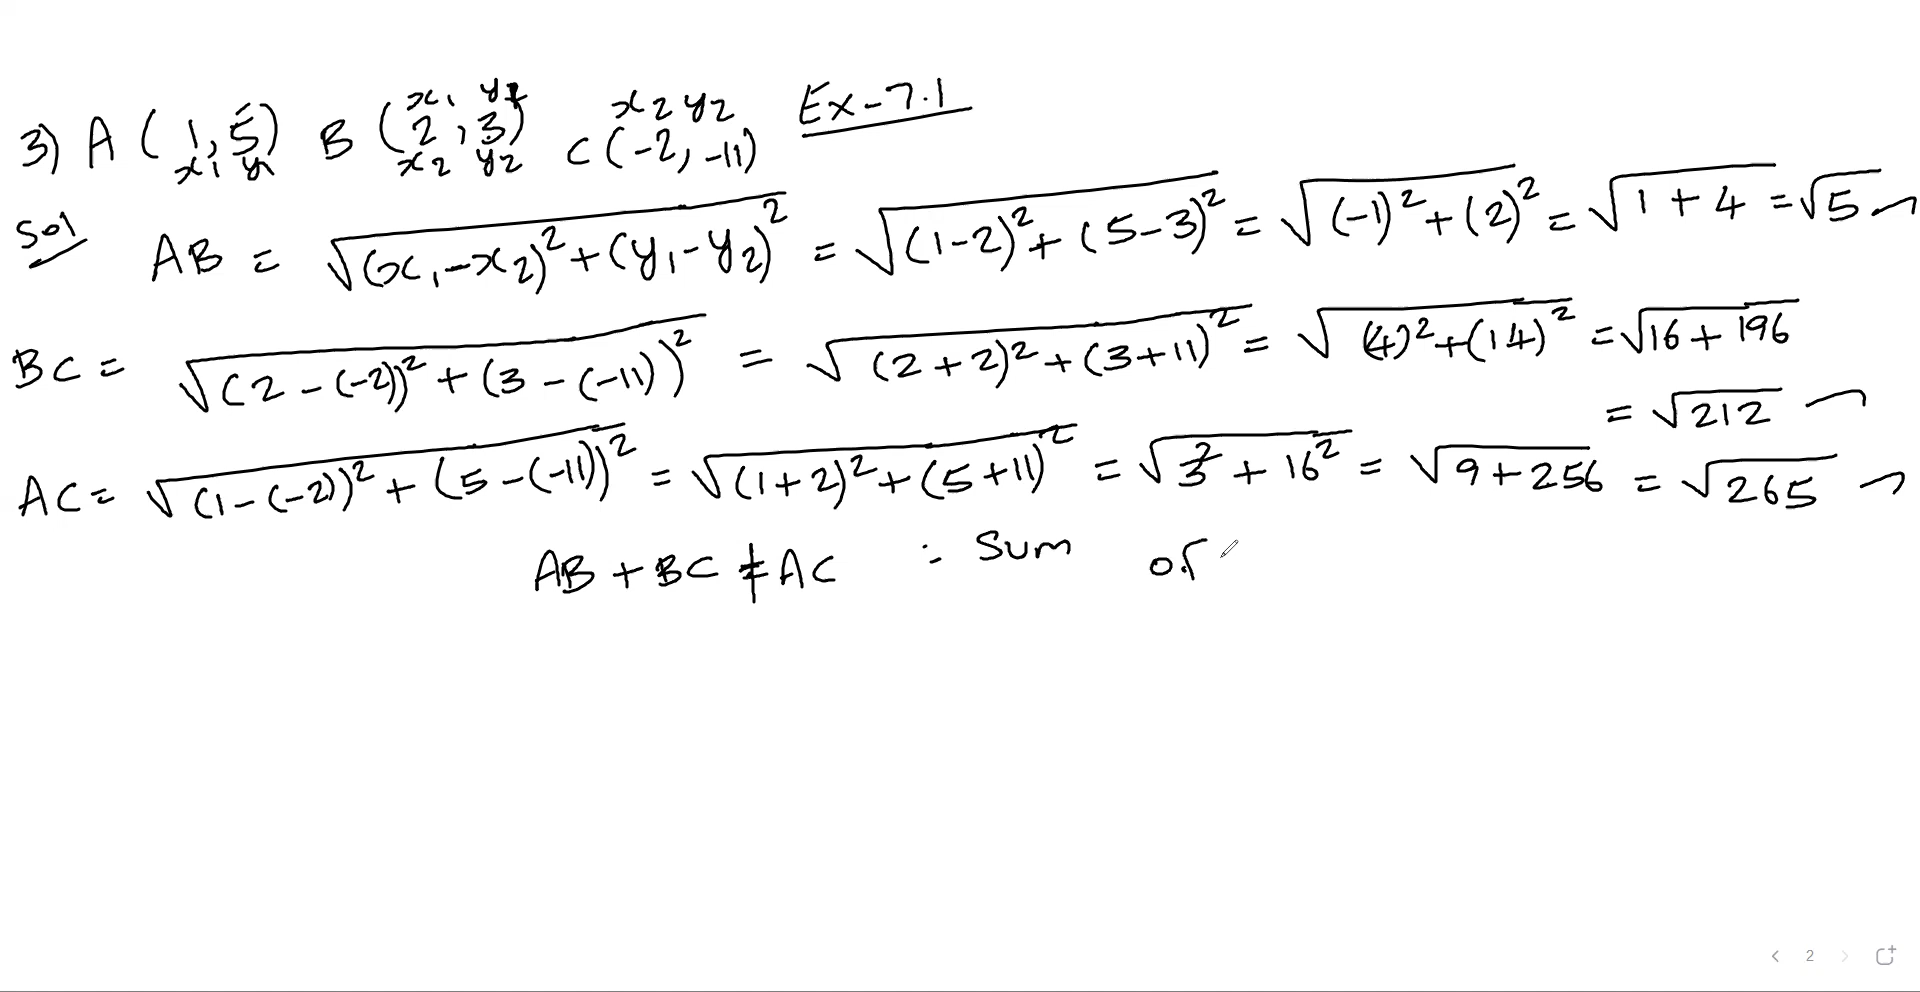 3) A (1, 5) B (2, 3) C (-2, -11) Ex-7.1
x₁ y₁ x₂ y₂ x₁ y₁ x₂ y₂
Sol
AB = √(x₁-x₂)²+(y₁-y₂)² = √(1-2)²+(5-3)² = √(-1)²+(2)² = √1+4 = √5
BC = √(2-(-2))²+(3-(-11))² = √(2+2)²+(3+11)² = √(4)²+(14)² = √16+196
= √212
AC = √(1-(-2))²+(5-(-11))² = √(1+2)²+(5+11)² = √3²+16² = √9+256 = √265
AB + BC ≠ AC : Sum of
2